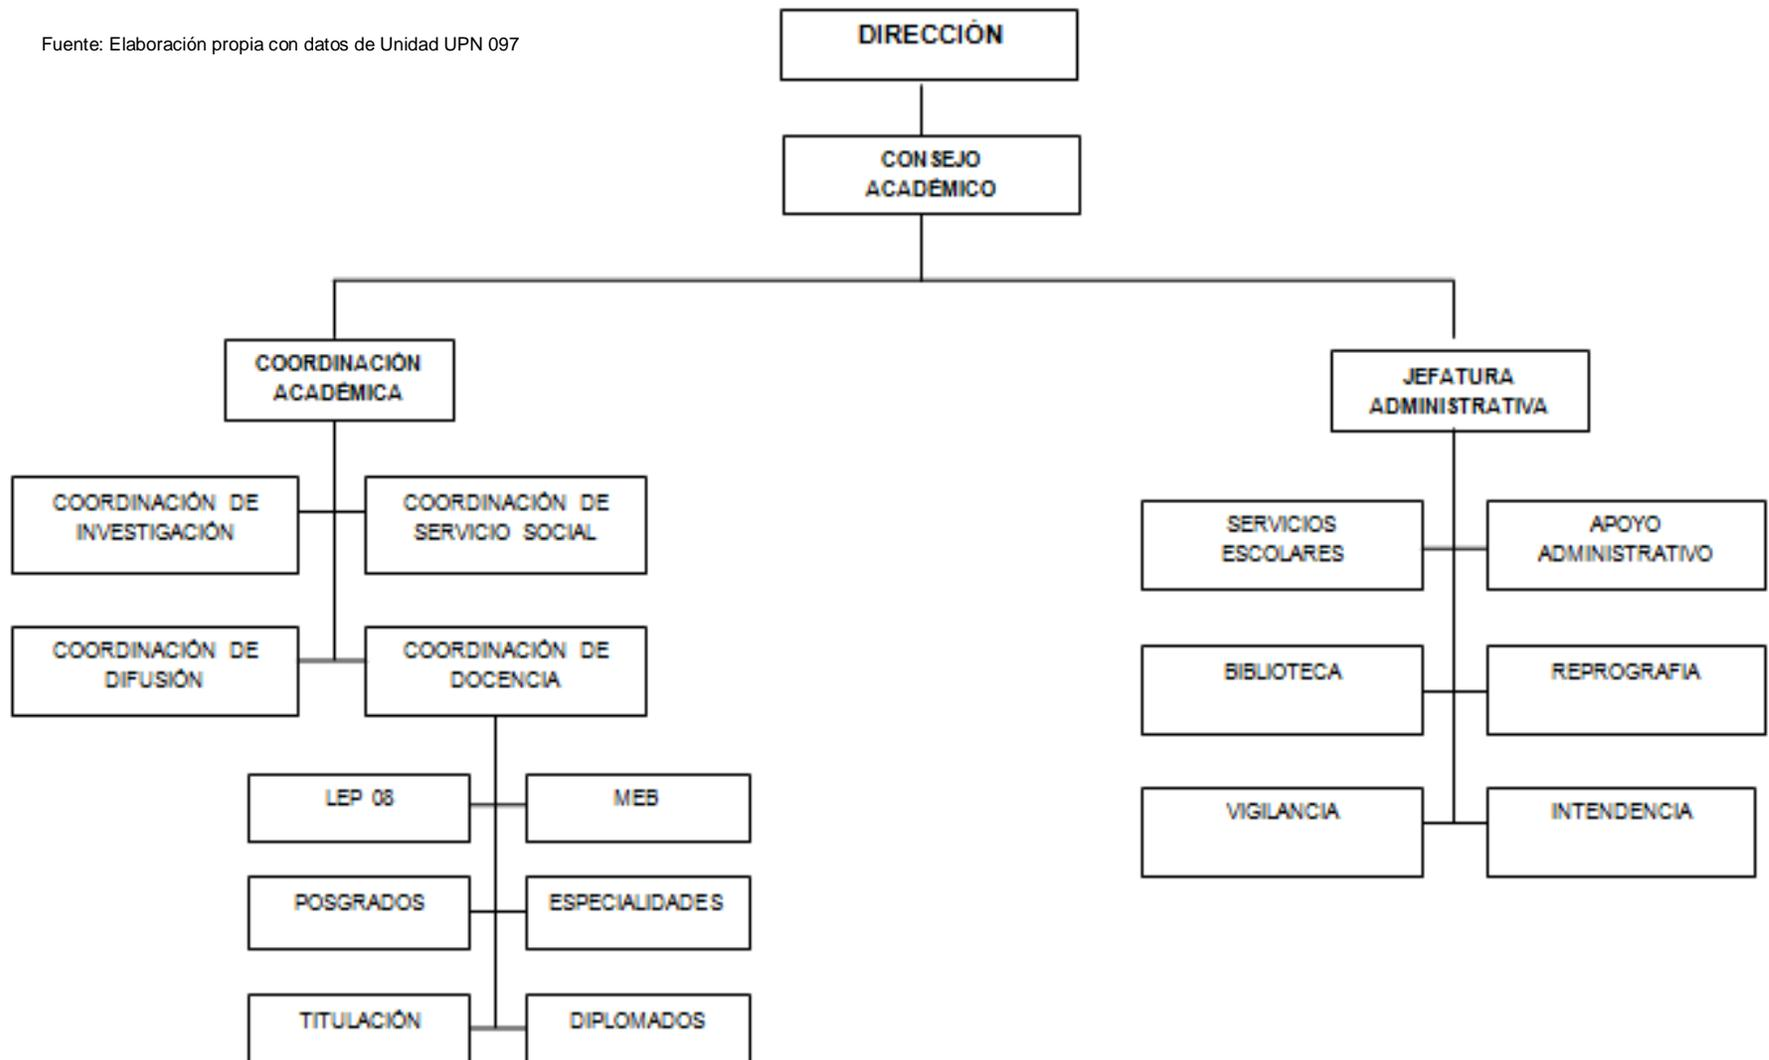 Fuente: Elaboración propia con datos de Unidad UPN 097
DIRECCIÓN
CONSEJO
ACADÉMICO
COORDINACIÓN
ACADÉMICA
JEFATURA
ADMINISTRATIVA
COORDINACIÓN DE
INVESTIGACIÓN
COORDINACIÓN DE
SERVICIO SOCIAL
COORDINACIÓN DE
DIFUSIÓN
COORDINACIÓN DE
DOCENCIA
LEP 08
MEB
POSGRADOS
ESPECIALIDADES
TITULACIÓN
DIPLOMADOS
SERVICIOS
ESCOLARES
APOYO
ADMINISTRATIVO
BIBLIOTECA
REPROGRAFIA
VIGILANCIA
INTENDENCIA